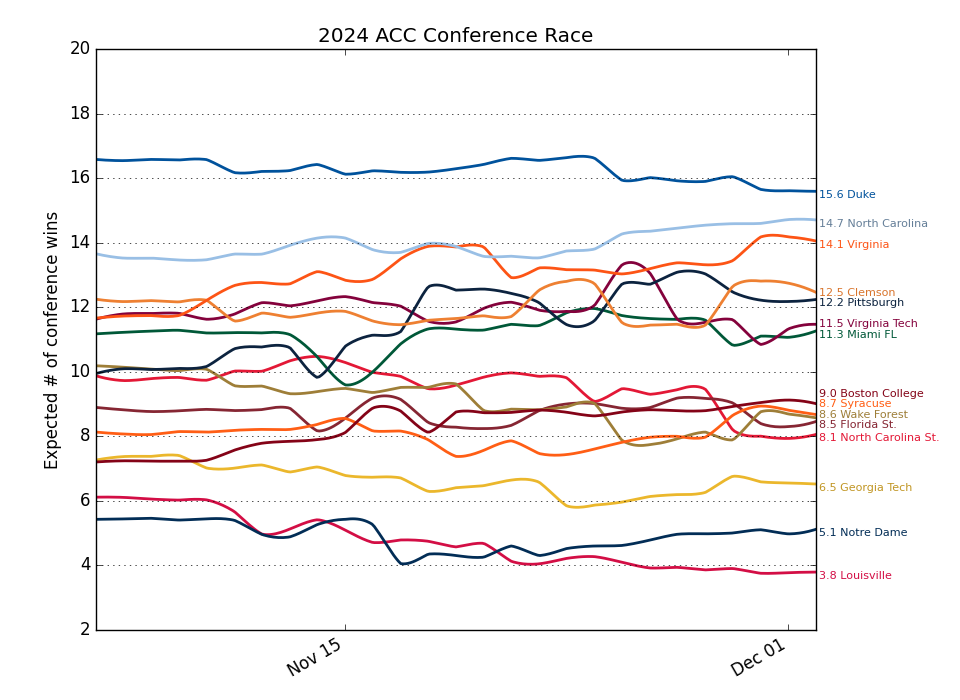 2024 ACC Conference Race
Expected # of conference wins
20
18
16
14
12
10
8
6
4
2
Nov 15
Dec 01
15.6 Duke
14.7 North Carolina
14.1 Virginia
12.5 Clemson
12.2 Pittsburgh
11.5 Virginia Tech
11.3 Miami FL
9.0 Boston College
8.7 Syracuse
8.6 Wake Forest
8.5 Florida St.
8.1 North Carolina St.
6.5 Georgia Tech
5.1 Notre Dame
3.8 Louisville